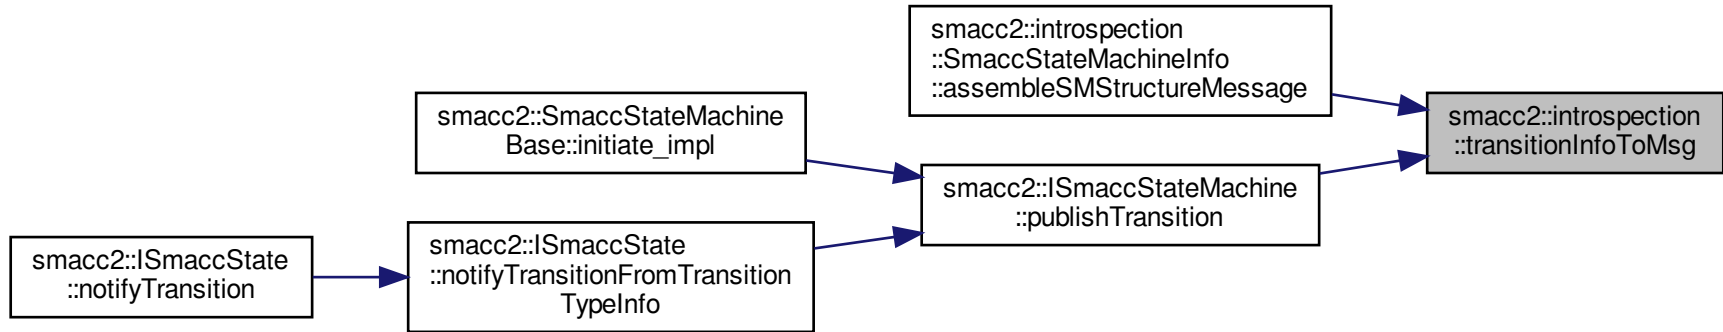 smacc2::introspection
::SmaccStateMachineInfo
::assembleSMStructureMessage
smacc2::SmaccStateMachine
Base::initiate_impl
smacc2::introspection
::transitionInfoToMsg
smacc2::ISmaccStateMachine
::publishTransition
smacc2::ISmaccState
::notifyTransition
smacc2::ISmaccState
::notifyTransitionFromTransition
TypeInfo